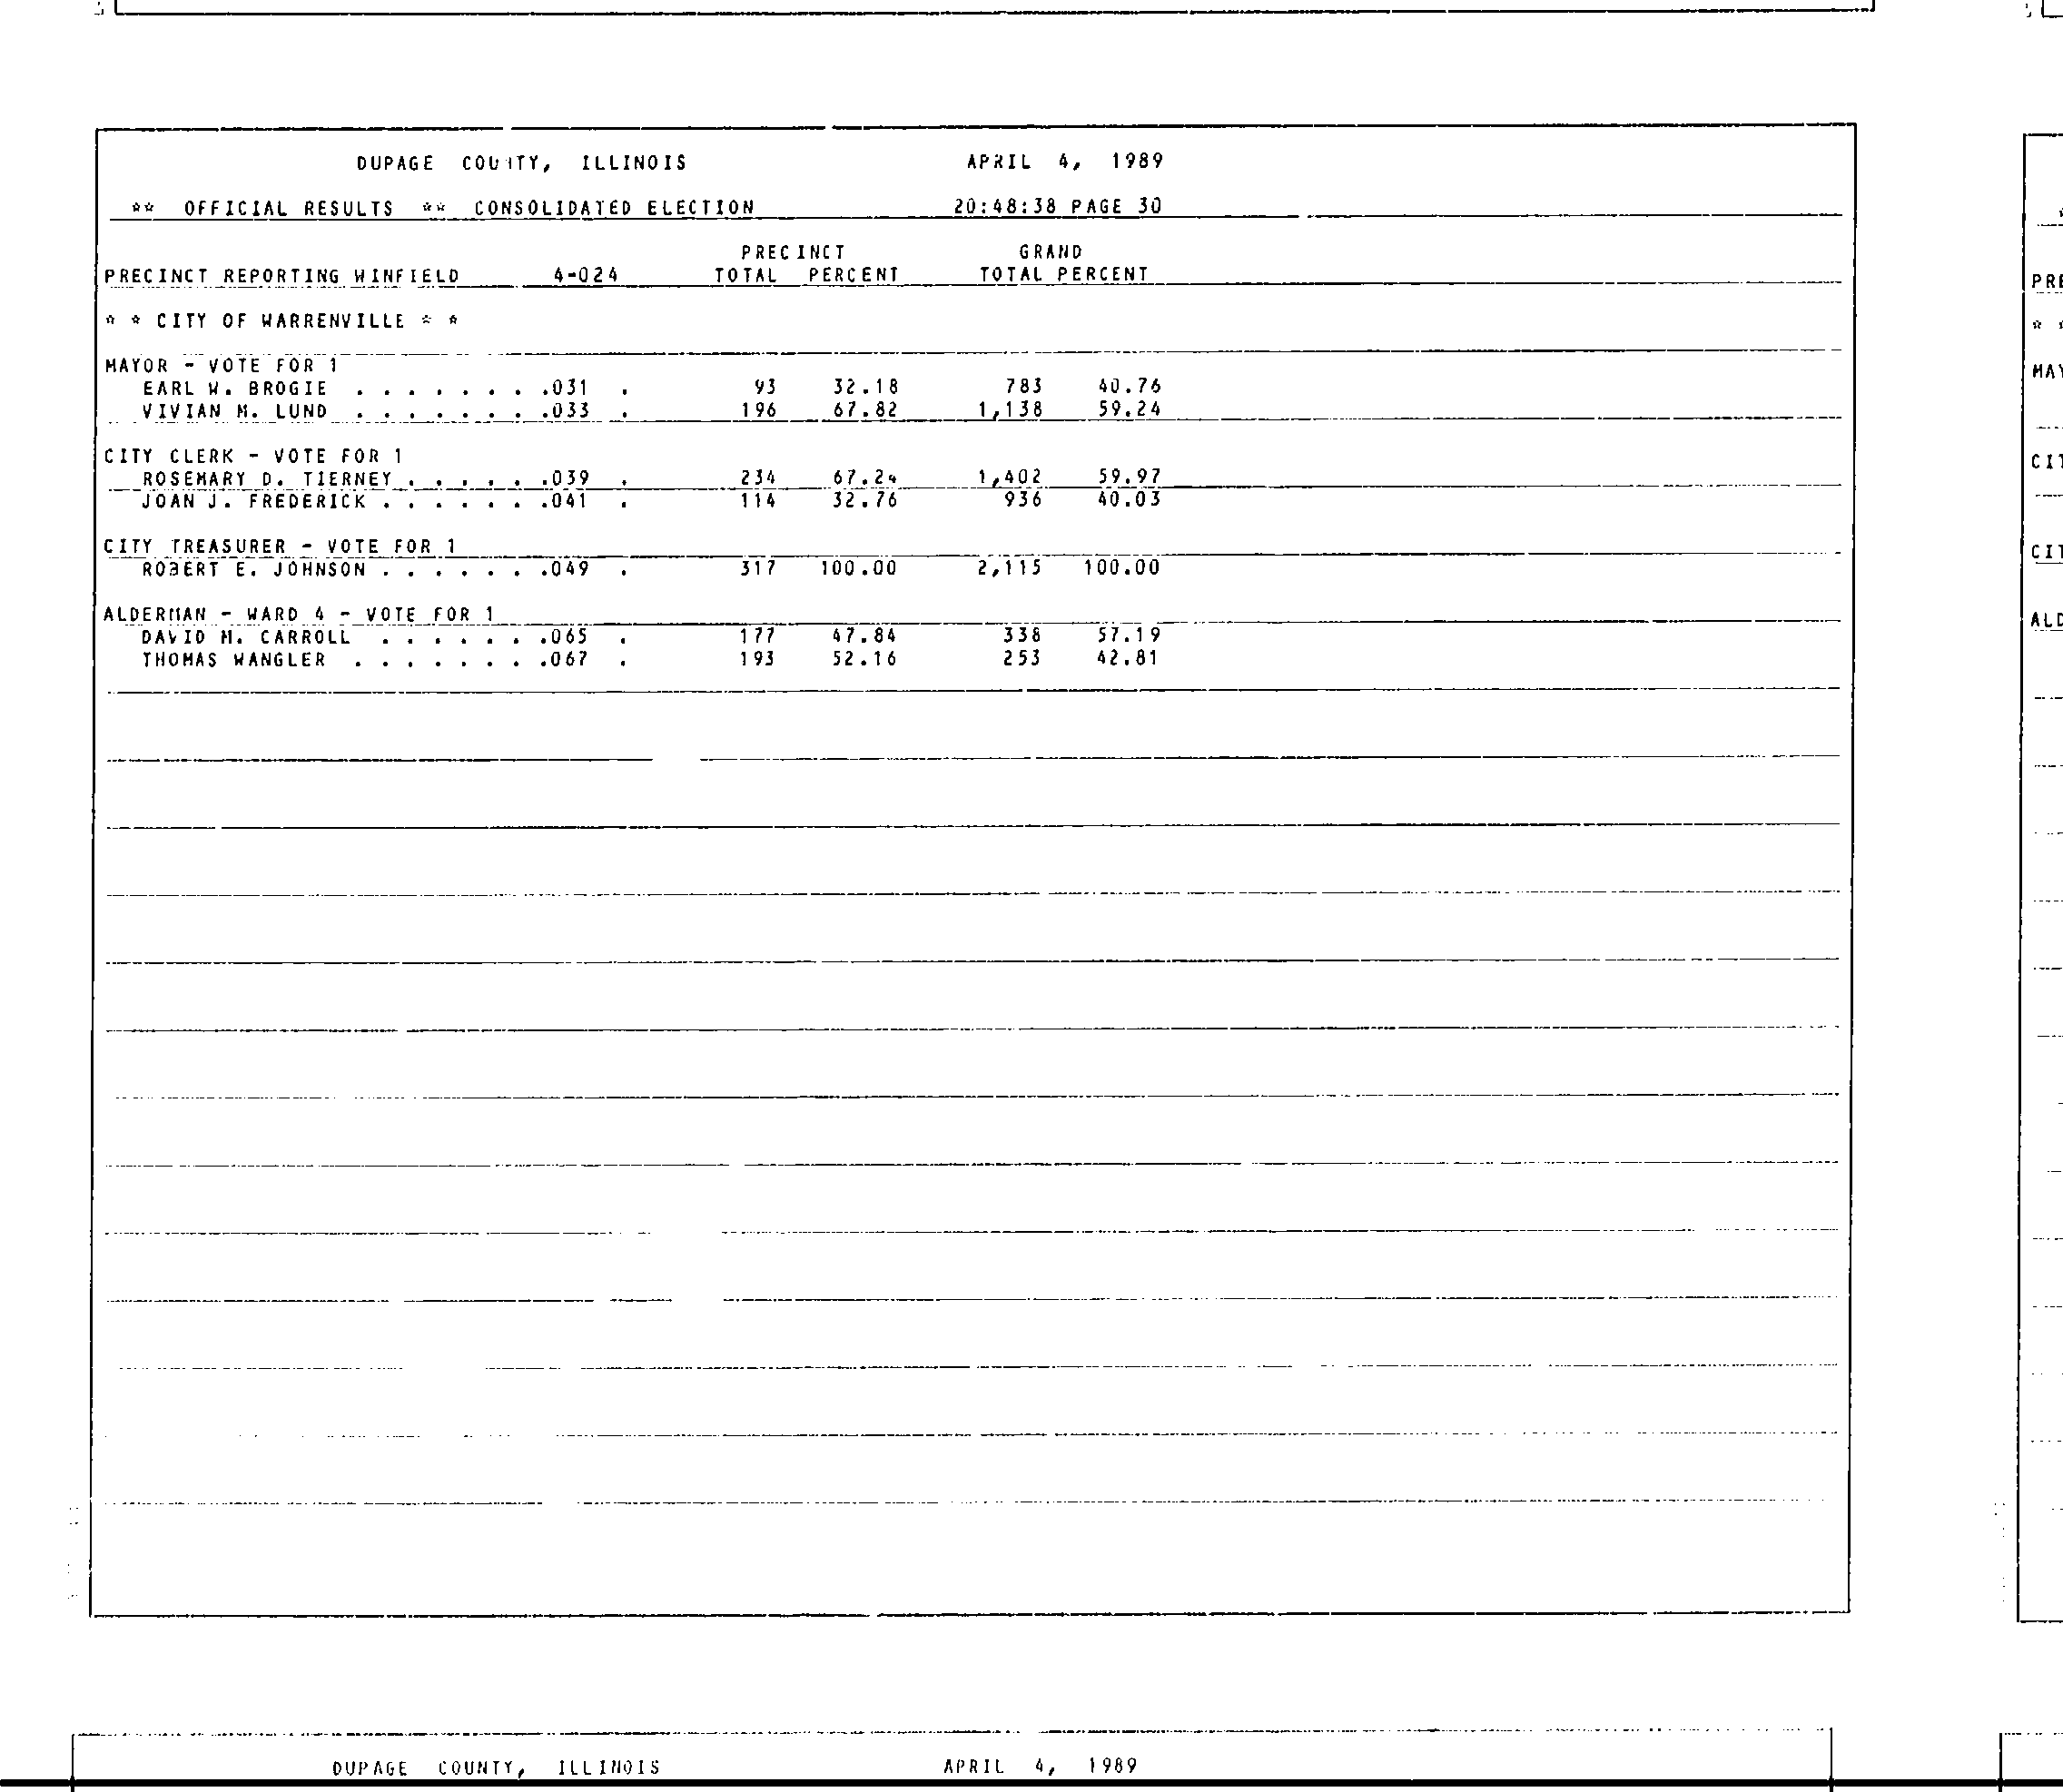 DUPAGE COUNTY, ILLINOIS APRIL 4, 1989
** OFFICIAL RESULTS ** CONSOLIDATED ELECTION 20:48:38 PAGE 30
PRECINCT GRAND
PRECINCT REPORTING WINFIELD 4-024 TOTAL PERCENT TOTAL PERCENT
* * CITY OF WARRENVILLE * *
MAYOR - VOTE FOR 1
EARL W. BROGIE . . . . . . . .031 . 93 32.18 783 40.76
VIVIAN M. LUND . . . . . . . .033 . 196 67.82 1,138 59.24
CITY CLERK - VOTE FOR 1
ROSEMARY D. TIERNEY . . . . . .039 . 234 67.24 1,402 59.97
JOAN J. FREDERICK . . . . . . .041 . 114 32.76 936 40.03
CITY TREASURER - VOTE FOR 1
ROBERT E. JOHNSON . . . . . . .049 . 317 100.00 2,115 100.00
ALDERMAN - WARD 4 - VOTE FOR 1
DAVID M. CARROLL . . . . . . .065 . 177 47.84 338 57.19
THOMAS WANGLER . . . . . . . .067 . 193 52.16 253 42.81
PRE
* *
MAY
CIT
CIT
ALD
DUPAGE COUNTY, ILLINOIS APRIL 4, 1989